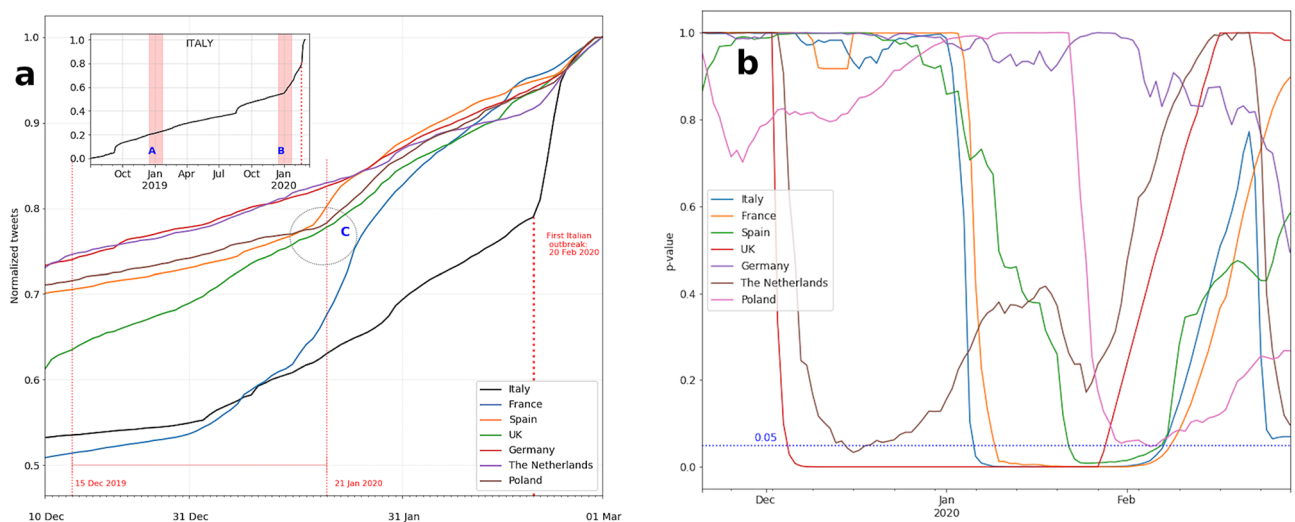 a
ITALY
1.0
0.8
0.6
0.4
0.2
0.0
A
B
Oct
Jan
2019
Apr
Jul
Oct
Jan
2020
Normalized tweets
1.0
0.9
0.8
0.7
0.6
0.5
C
First Italian
outbreak:
20 Feb 2020
15 Dec 2019
21 Jan 2020
Italy
France
Spain
UK
Germany
The Netherlands
Poland
10 Dec
31 Dec
31 Jan
01 Mar
b
p-value
1.0
0.8
0.6
0.4
0.2
0.0
Italy
France
Spain
UK
Germany
The Netherlands
Poland
0.05
Dec
Jan
2020
Feb